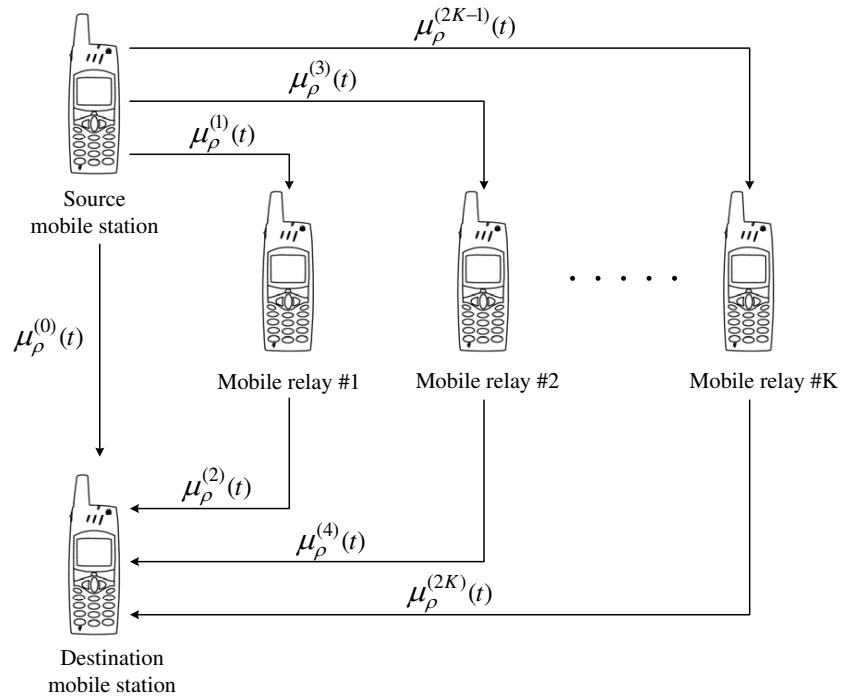 μ_ρ^(2K–1)(t)
μ_ρ^(3)(t)
μ_ρ^(1)(t)
Source
mobile station
μ_ρ^(0)(t)
. . . . .
Mobile relay #1
Mobile relay #2
Mobile relay #K
μ_ρ^(2)(t)
μ_ρ^(4)(t)
μ_ρ^(2K)(t)
Destination
mobile station